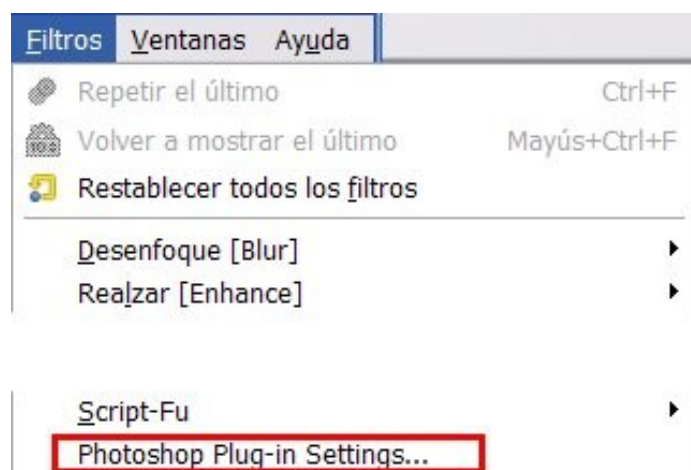 Filtros Ventanas Ayuda
Repetir el último Ctrl+F
Volver a mostrar el último Mayús+Ctrl+F
Restablecer todos los filtros
Desenfoque [Blur]
Realzar [Enhance]
Script-Fu
Photoshop Plug-in Settings...